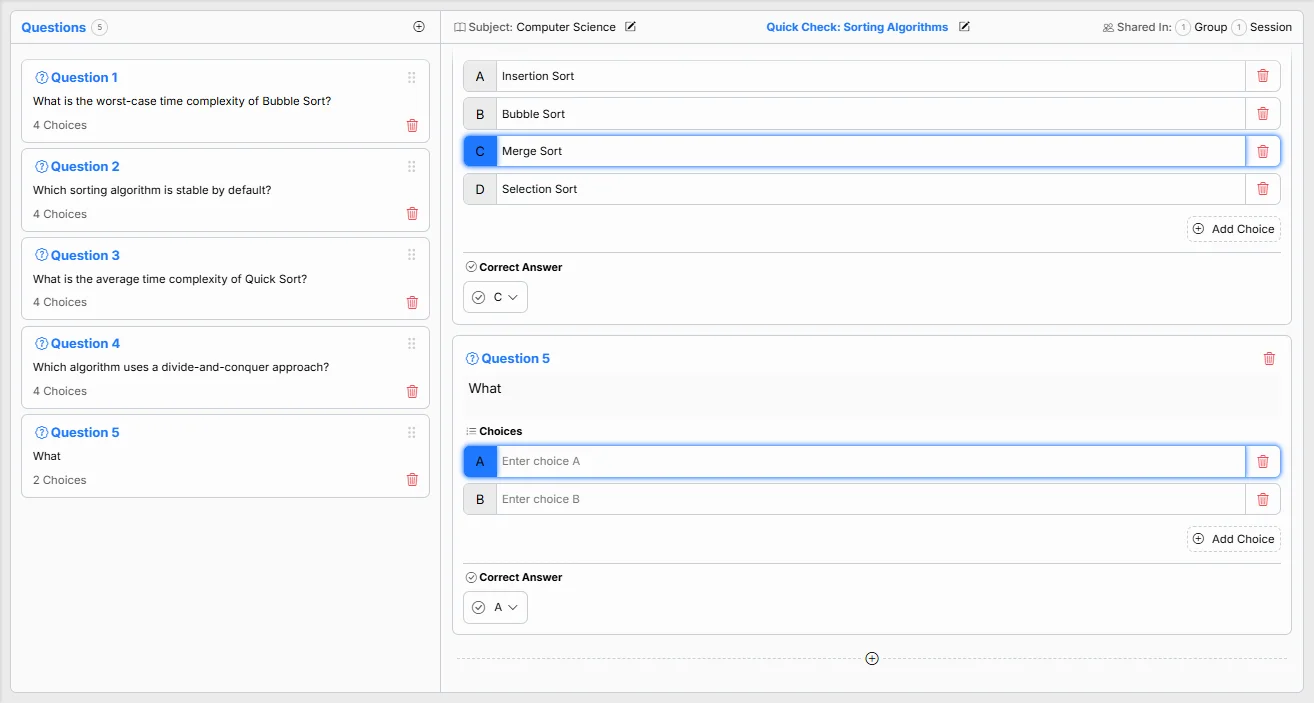 Questions 5
Question 1
What is the worst-case time complexity of Bubble Sort?
4 Choices
Question 2
Which sorting algorithm is stable by default?
4 Choices
Question 3
What is the average time complexity of Quick Sort?
4 Choices
Question 4
Which algorithm uses a divide-and-conquer approach?
4 Choices
Question 5
What
2 Choices
Subject: Computer Science
Quick Check: Sorting Algorithms
Shared In: 1 Group 1 Session
A Insertion Sort
B Bubble Sort
C Merge Sort
D Selection Sort
Add Choice
Correct Answer
C
Question 5
What
Choices
A Enter choice A
B Enter choice B
Add Choice
Correct Answer
A